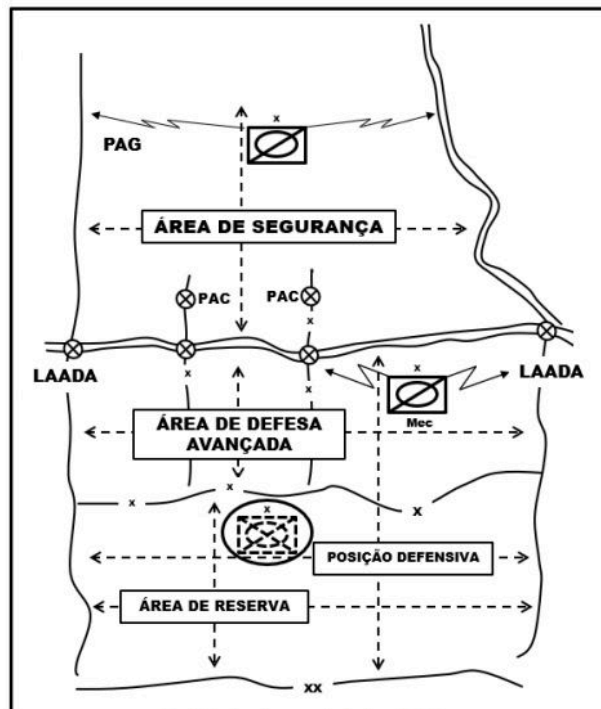 x
PAG
ÁREA DE SEGURANÇA
PAC
PAC
x
x
LAADA
x
x
x
LAADA
x
Mec
ÁREA DE DEFESA
AVANÇADA
x
x
x
x
x
POSIÇÃO DEFENSIVA
ÁREA DE RESERVA
xx